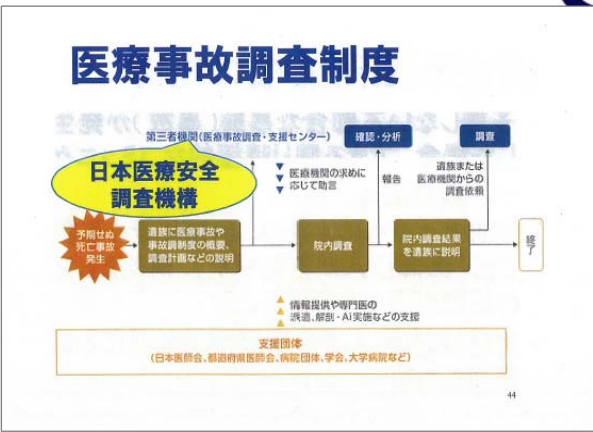 医療事故調査制度
第三者機関(医療事故調査・支援センター)
確認・分析
調査
日本医療安全
調査機構
医療機関の求めに
応じて助言
報告
遺族または
医療機関からの
調査依頼
予期せぬ
死亡事故
発生
遺族に医療事故や
事故調制度の概要、
調査計画などの説明
院内調査
院内調査結果
を遺族に説明
終了
情報提供や専門医の
派遣、解剖・Ai実施などの支援
支援団体
(日本医師会、都道府県医師会、病院団体、学会、大学病院など)
44